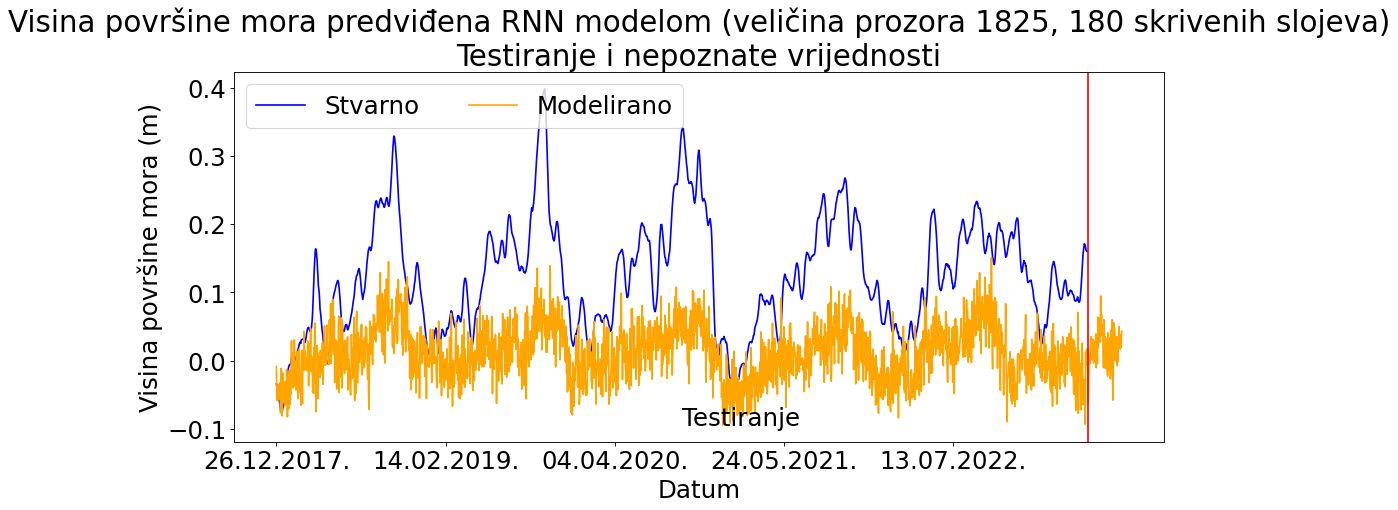 Visina površine mora predviđena RNN modelom (veličina prozora 1825, 180 skrivenih slojeva)
Testiranje i nepoznate vrijednosti
Stvarno
Modelirano
Visina površine mora (m)
0.4
0.3
0.2
0.1
0.0
−0.1
Testiranje
26.12.2017.
14.02.2019.
04.04.2020.
24.05.2021.
13.07.2022.
Datum